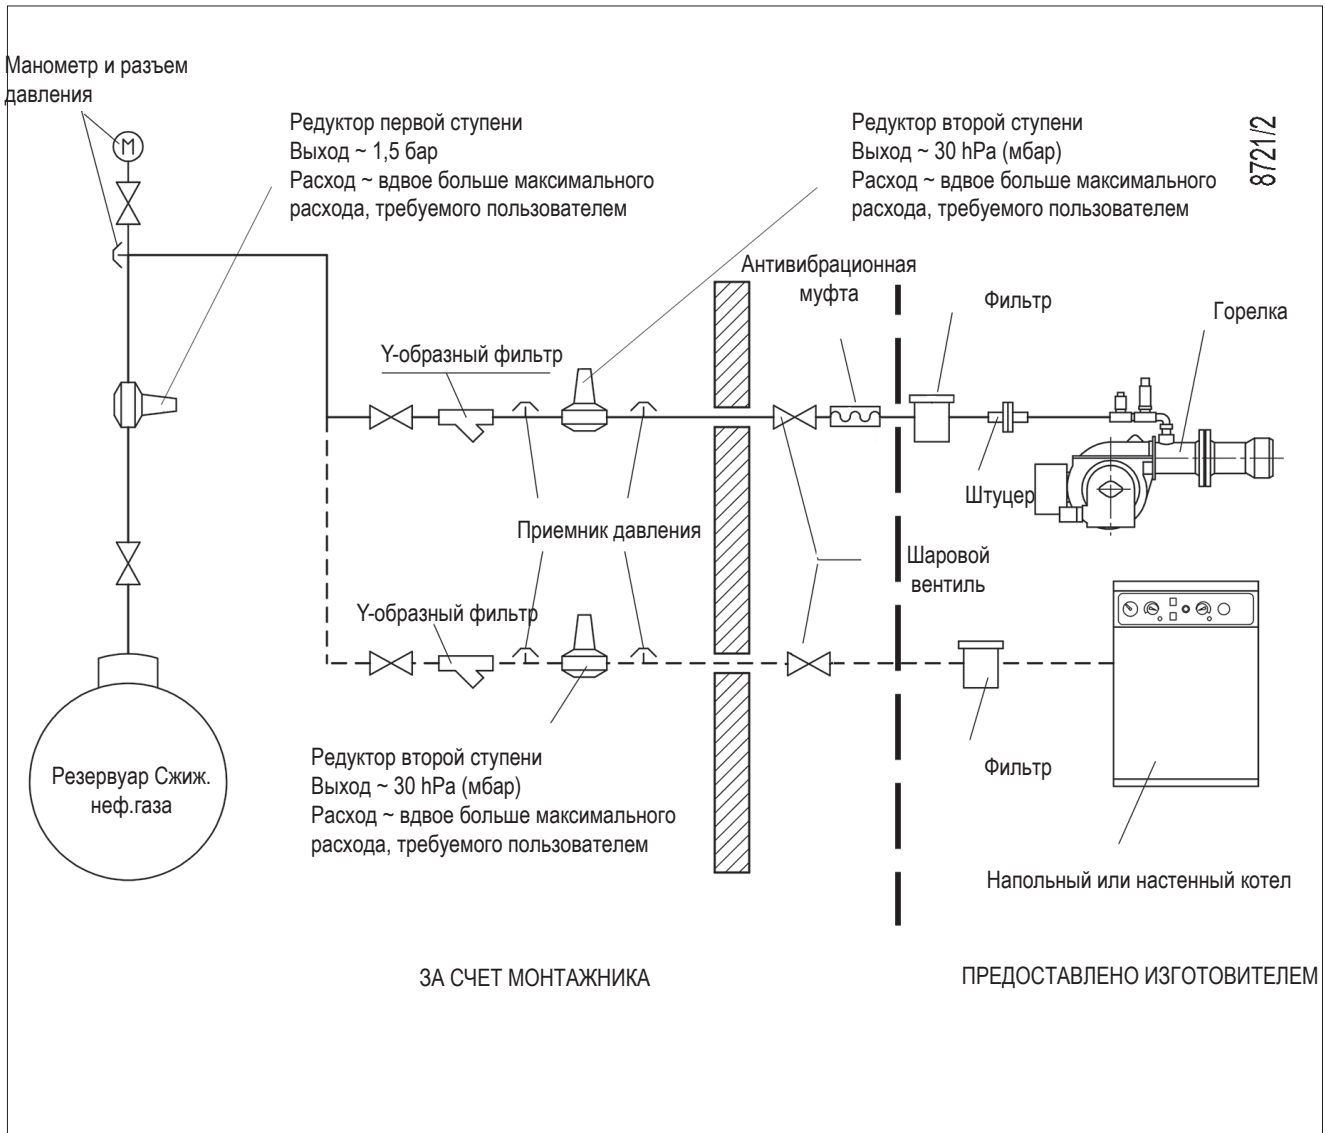 Манометр и разъем
давления
M
Редуктор первой ступени
Выход ~ 1,5 бар
Расход ~ вдвое больше максимального
расхода, требуемого пользователем
Редуктор второй ступени
Выход ~ 30 hPa (мбар)
Расход ~ вдвое больше максимального
расхода, требуемого пользователем
8721/2
Антивибрационная
муфта
Фильтр
Горелка
Y-образный фильтр
Штуцер
Приемник давления
Шаровой
вентиль
Y-образный фильтр
Резервуар Сжиж.
неф.газа
Редуктор второй ступени
Выход ~ 30 hPa (мбар)
Расход ~ вдвое больше максимального
расхода, требуемого пользователем
Фильтр
Напольный или настенный котел
ЗА СЧЕТ МОНТАЖНИКА
ПРЕДОСТАВЛЕНО ИЗГОТОВИТЕЛЕМ